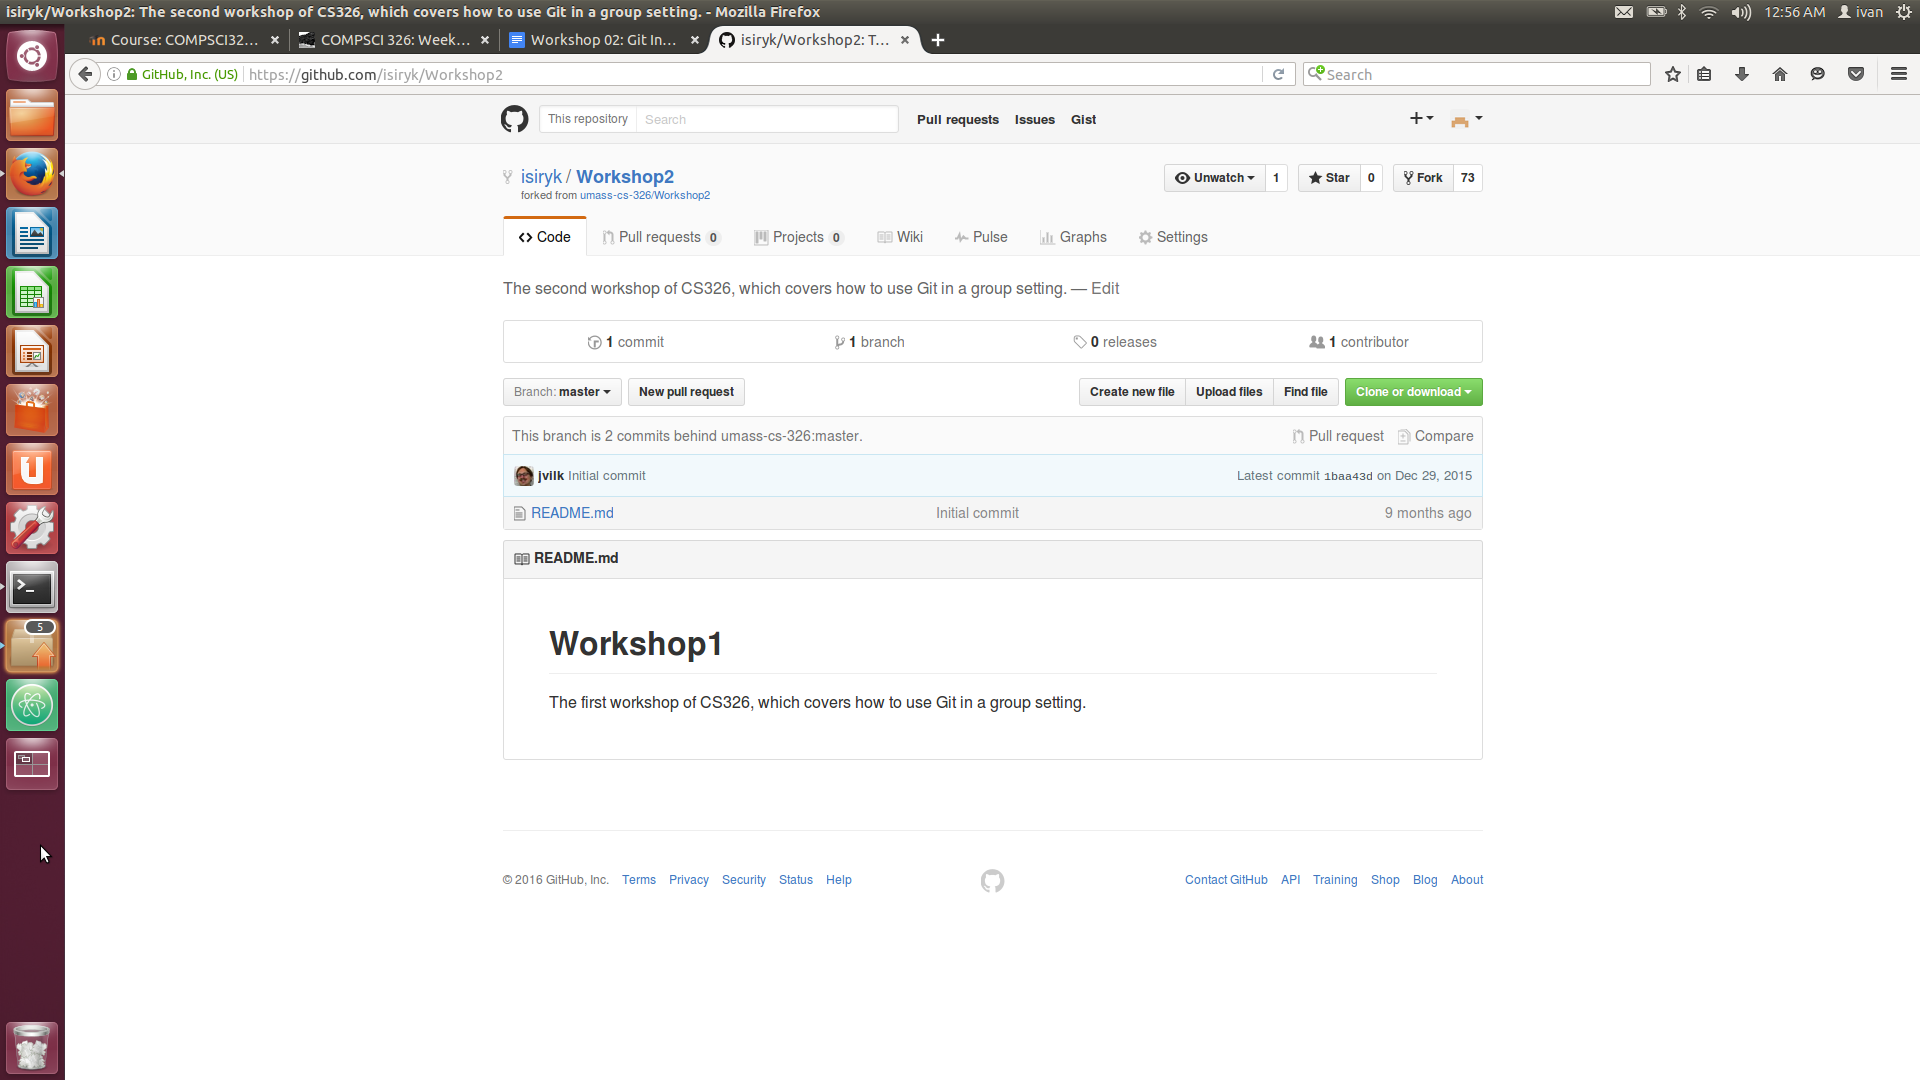 isiryk/Workshop2: The second workshop of CS326, which covers how to use Git in a group setting. - Mozilla Firefox
12:56 AM ivan
Course: COMPSCI32... COMPSCI 326: Week... Workshop 02: Git In... isiryk/Workshop2: T...
GitHub, Inc. (US) https://github.com/isiryk/Workshop2 Search
This repository Search Pull requests Issues Gist
isiryk / Workshop2 Unwatch 1 Star 0 Fork 73
forked from umass-cs-326/Workshop2
Code Pull requests 0 Projects 0 Wiki Pulse Graphs Settings
The second workshop of CS326, which covers how to use Git in a group setting. — Edit
1 commit 1 branch 0 releases 1 contributor
Branch: master New pull request Create new file Upload files Find file Clone or download
This branch is 2 commits behind umass-cs-326:master. Pull request Compare
jvilk Initial commit Latest commit 1baa43d on Dec 29, 2015
README.md Initial commit 9 months ago
README.md
5
Workshop1
The first workshop of CS326, which covers how to use Git in a group setting.
© 2016 GitHub, Inc. Terms Privacy Security Status Help Contact GitHub API Training Shop Blog About